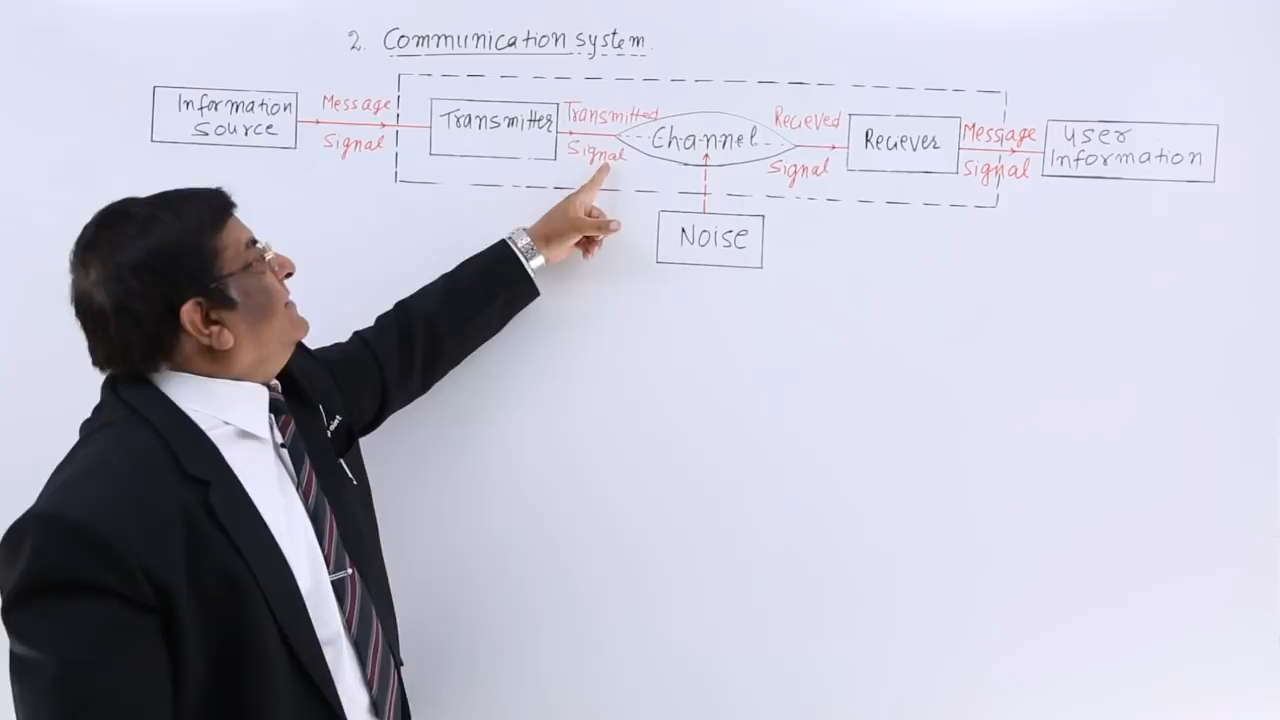 2. Communication system.
Information
Source
Message
Signal
Transmitter
Transmitted
Signal
Channel
Recieved
Signal
Reciever
Message
Signal
User
Information
Noise